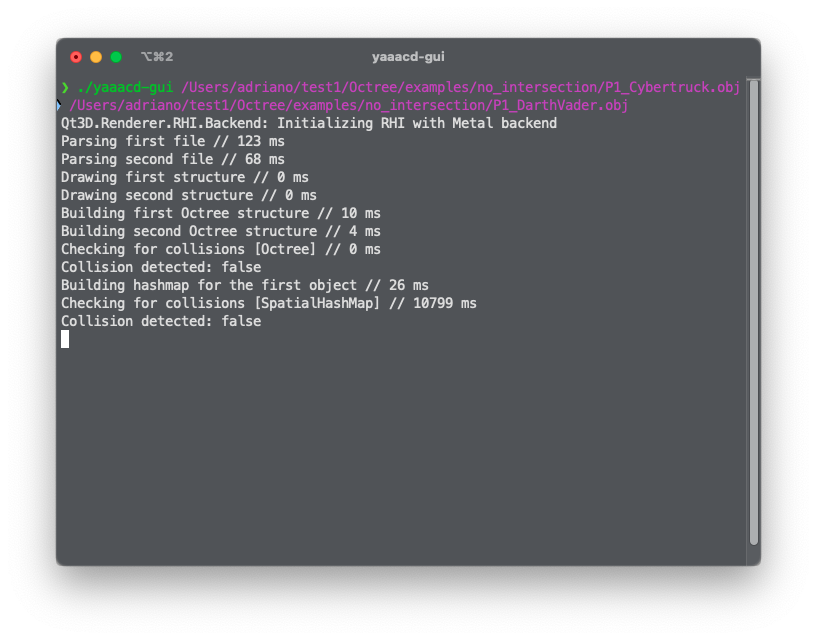 ⌥⌘2
yaaacd-gui
❯ ./yaaacd-gui /Users/adriano/test1/Octree/examples/no_intersection/P1_Cybertruck.obj
/Users/adriano/test1/Octree/examples/no_intersection/P1_DarthVader.obj
Qt3D.Renderer.RHI.Backend: Initializing RHI with Metal backend
Parsing first file // 123 ms
Parsing second file // 68 ms
Drawing first structure // 0 ms
Drawing second structure // 0 ms
Building first Octree structure // 10 ms
Building second Octree structure // 4 ms
Checking for collisions [Octree] // 0 ms
Collision detected: false
Building hashmap for the first object // 26 ms
Checking for collisions [SpatialHashMap] // 10799 ms
Collision detected: false